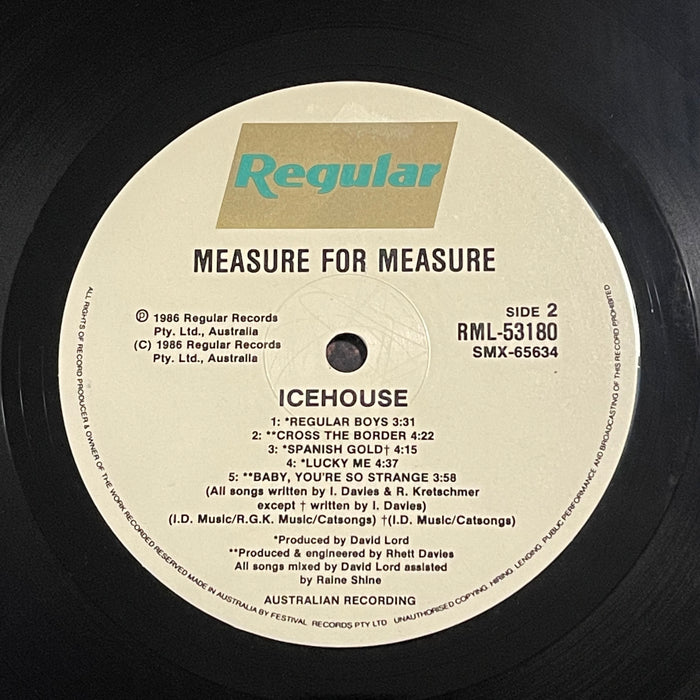 Regular
MEASURE FOR MEASURE
Ⓟ 1986 Regular Records
Pty. Ltd., Australia
(C) 1986 Regular Records
Pty. Ltd., Australia
SIDE 2
RML-53180
SMX-65634
ICEHOUSE
1: *REGULAR BOYS 3:31
2: **CROSS THE BORDER 4:22
3: *SPANISH GOLD† 4:15
4: *LUCKY ME 4:37
5: **BABY, YOU'RE SO STRANGE 3:58
(All songs written by I. Davies & R. Kretschmer
except † written by I. Davies)
(I.D. Music/R.G.K. Music/Catsongs) †(I.D. Music/Catsongs)
*Produced by David Lord
**Produced & engineered by Rhett Davies
All songs mixed by David Lord assisted
by Raine Shine
AUSTRALIAN RECORDING
ALL RIGHTS OF RECORD PRODUCER & OWNER OF THE WORK RECORDED RESERVED MADE IN AUSTRALIA BY FESTIVAL RECORDS PTY LTD UNAUTHORISED COPYING, HIRING, LENDING, PUBLIC PERFORMANCE AND BROADCASTING OF THIS RECORD PROHIBITED